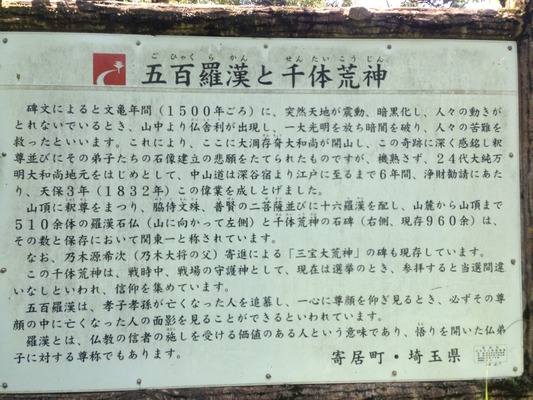 ごひゃくらかん せんたいこうじん
五百羅漢と千体荒神
碑文によると文亀年間(1500年ごろ)に、突然天地が震動、暗黒化し、人々の動きが
とれないでいるとき、山中より仏舎利が出現し、一大光明を放ち暗闇を破り、人々の苦難を
救ったといいます。これにより、ここに大洞存奝大和尚が開山し、この奇跡に深く感銘し釈
尊並びにその弟子たちの石像建立の悲願をたてられたものですが、機熟さず、24代大純万
明大和尚地元をはじめとして、中山道は深谷宿より江戸に至るまで6年間、浄財勧請にあた
り、天保3年(1832年)この偉業を成しとげました。
山頂に釈尊をまつり、脇侍文殊、普賢の二菩薩並びに十六羅漢を配し、山麓から山頂まで
510余体の羅漢石仏(山に向かって左側)と千体荒神の石碑(右側、現存960余)は、
その数と保存において関東一と称されています。
なお、乃木源希次(乃木大将の父)寄進による「三宝大荒神」の碑も現存しています。
この千体荒神は、戦時中、戦場の守護神として、現在は選挙のとき、参拝すると当選間違
いなしといわれ、信仰を集めています。
五百羅漢は、孝子孝孫が亡くなった人を追慕し、一心に尊顔を仰ぎ見るとき、必ずその尊
顔の中に亡くなった人の面影を見ることができるといわれています。
羅漢とは、仏教の信者の施しを受ける価値のある人という意味であり、悟りを開いた仏弟
子に対する尊称でもあります。
寄居町・埼玉県